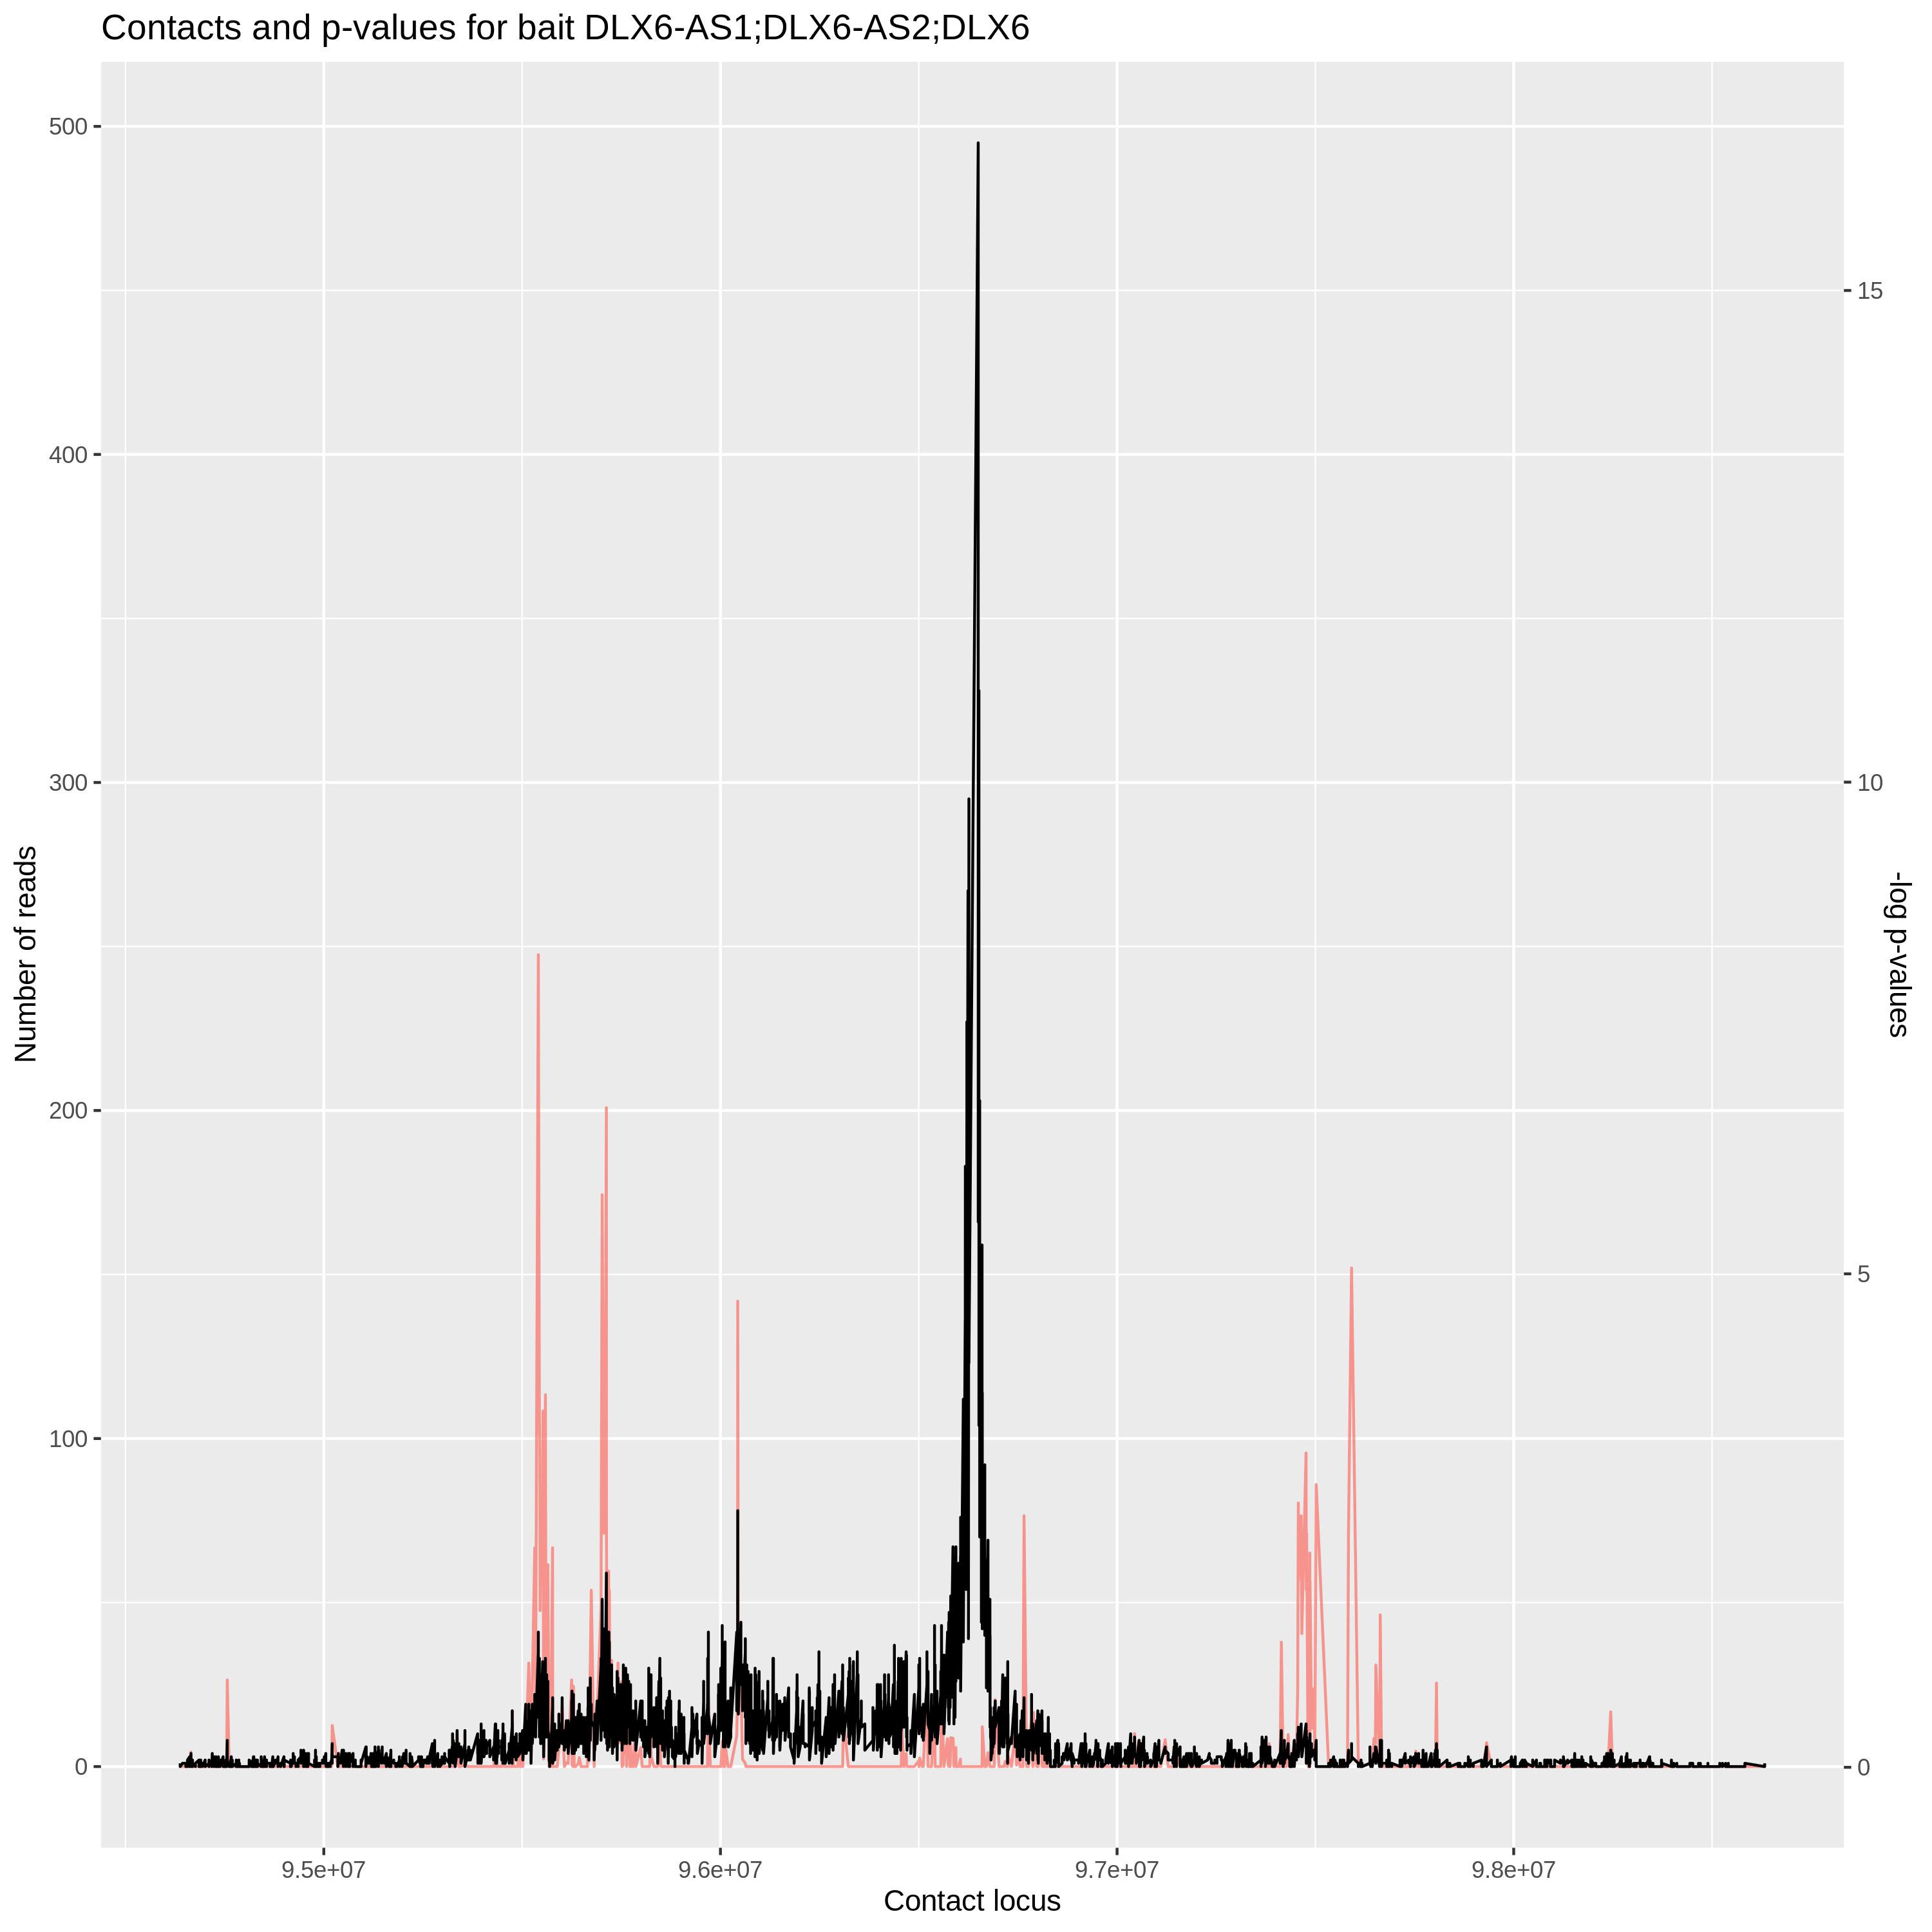 Contacts and p-values for bait DLX6-AS1;DLX6-AS2;DLX6
500
400
300
200
100
0
Number of reads
15
10
5
0
-log p-values
9.5e+07 9.6e+07 9.7e+07 9.8e+07
Contact locus